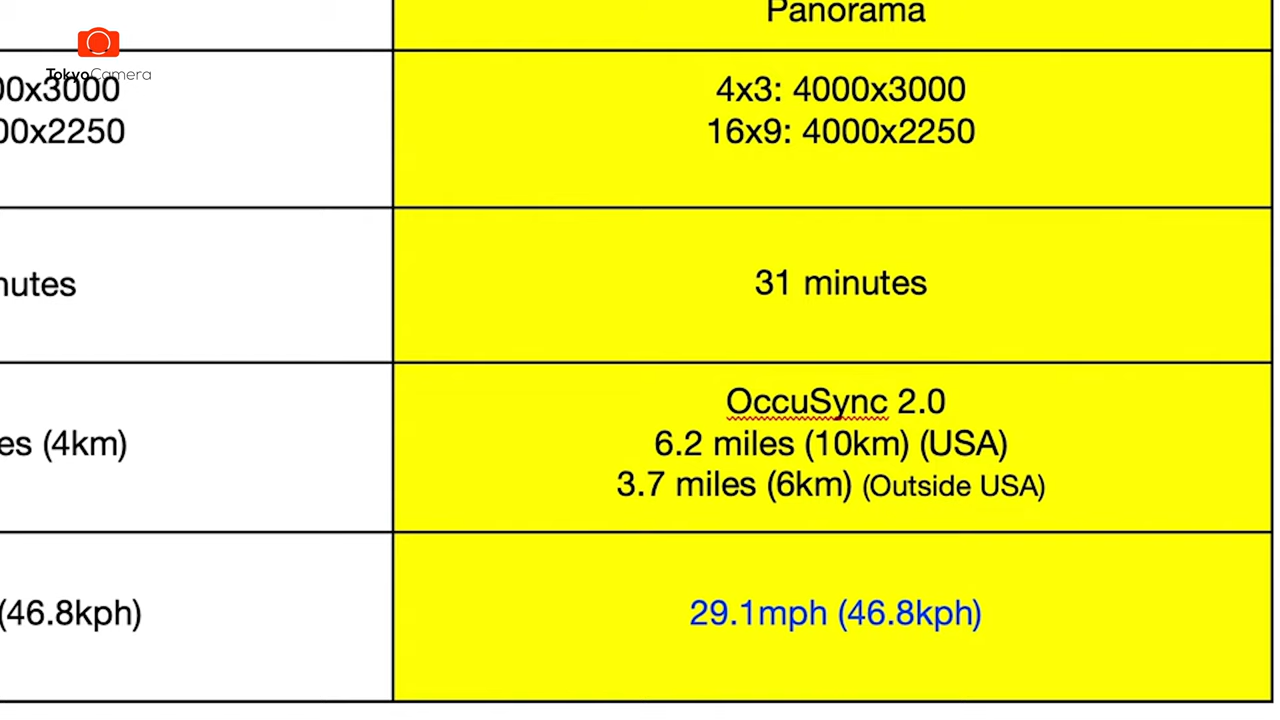 Panorama
TokyoCamera
00x3000
4x3: 4000x3000
00x2250
16x9: 4000x2250
nutes
31 minutes
OccuSync 2.0
es (4km)
6.2 miles (10km) (USA)
3.7 miles (6km) (Outside USA)
(46.8kph)
29.1mph (46.8kph)